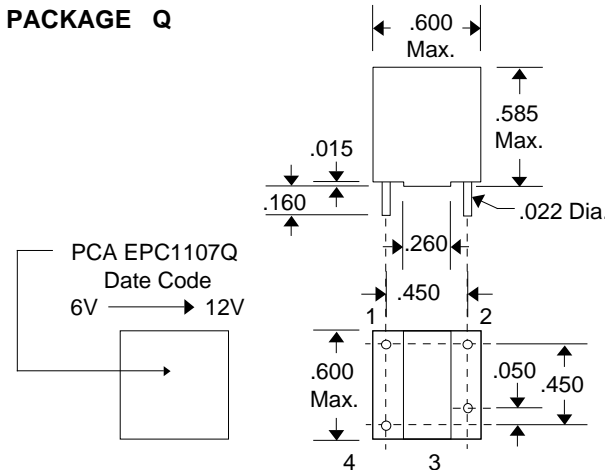 PACKAGE Q
.600
Max.
.585
Max.
.015
.160
.022 Dia.
.260
PCA EPC1107Q
Date Code
6V 12V
.450
1 2
.600
Max.
.050
.450
4 3